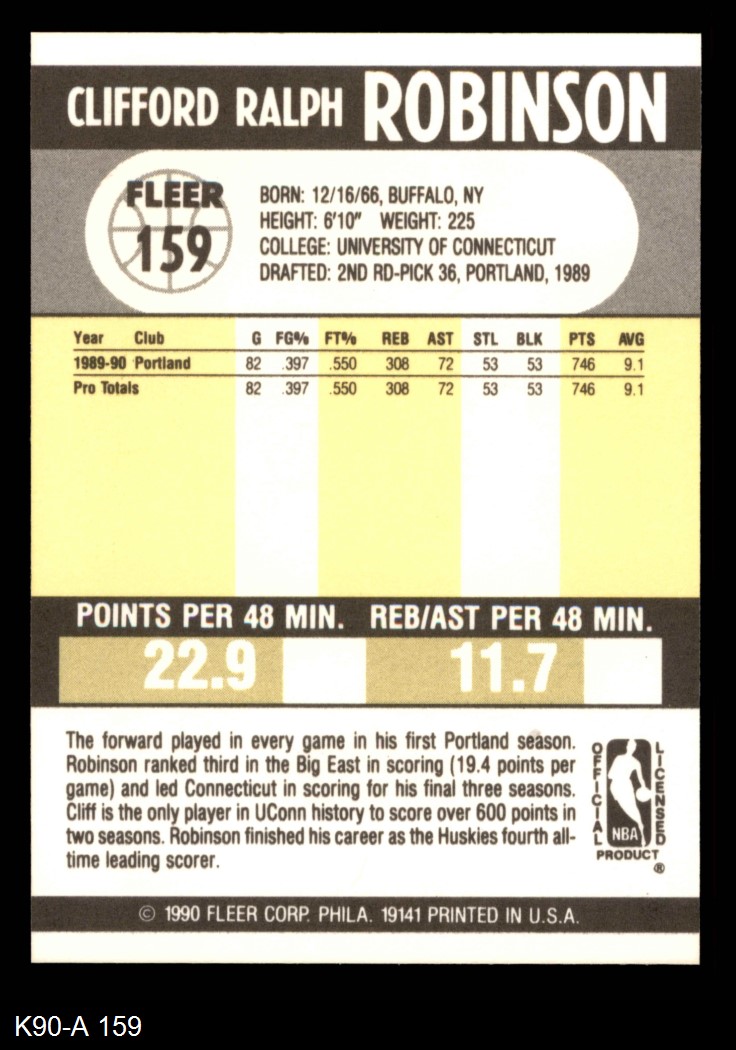 CLIFFORD RALPH ROBINSON
FLEER
159
BORN: 12/16/66, BUFFALO, NY
HEIGHT: 6'10" WEIGHT: 225
COLLEGE: UNIVERSITY OF CONNECTICUT
DRAFTED: 2ND RD-PICK 36, PORTLAND, 1989
Year Club G FG% FT% REB AST STL BLK PTS AVG
1989-90 Portland 82 .397 .550 308 72 53 53 746 9.1
Pro Totals 82 .397 .550 308 72 53 53 746 9.1
POINTS PER 48 MIN. REB/AST PER 48 MIN.
22.9 11.7
The forward played in every game in his first Portland season.
Robinson ranked third in the Big East in scoring (19.4 points per
game) and led Connecticut in scoring for his final three seasons.
Cliff is the only player in UConn history to score over 600 points in
two seasons. Robinson finished his career as the Huskies fourth all-
time leading scorer.
OFFICIAL
LICENSED
NBA
PRODUCT
®
© 1990 FLEER CORP. PHILA. 19141 PRINTED IN U.S.A.
K90-A 159